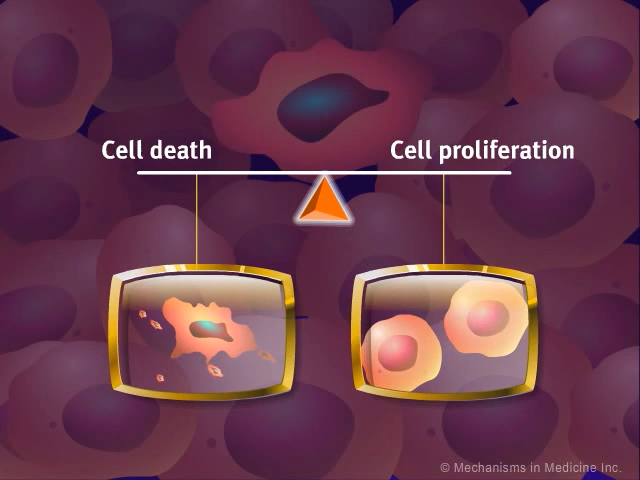 Cell death
Cell proliferation
© Mechanisms in Medicine Inc.